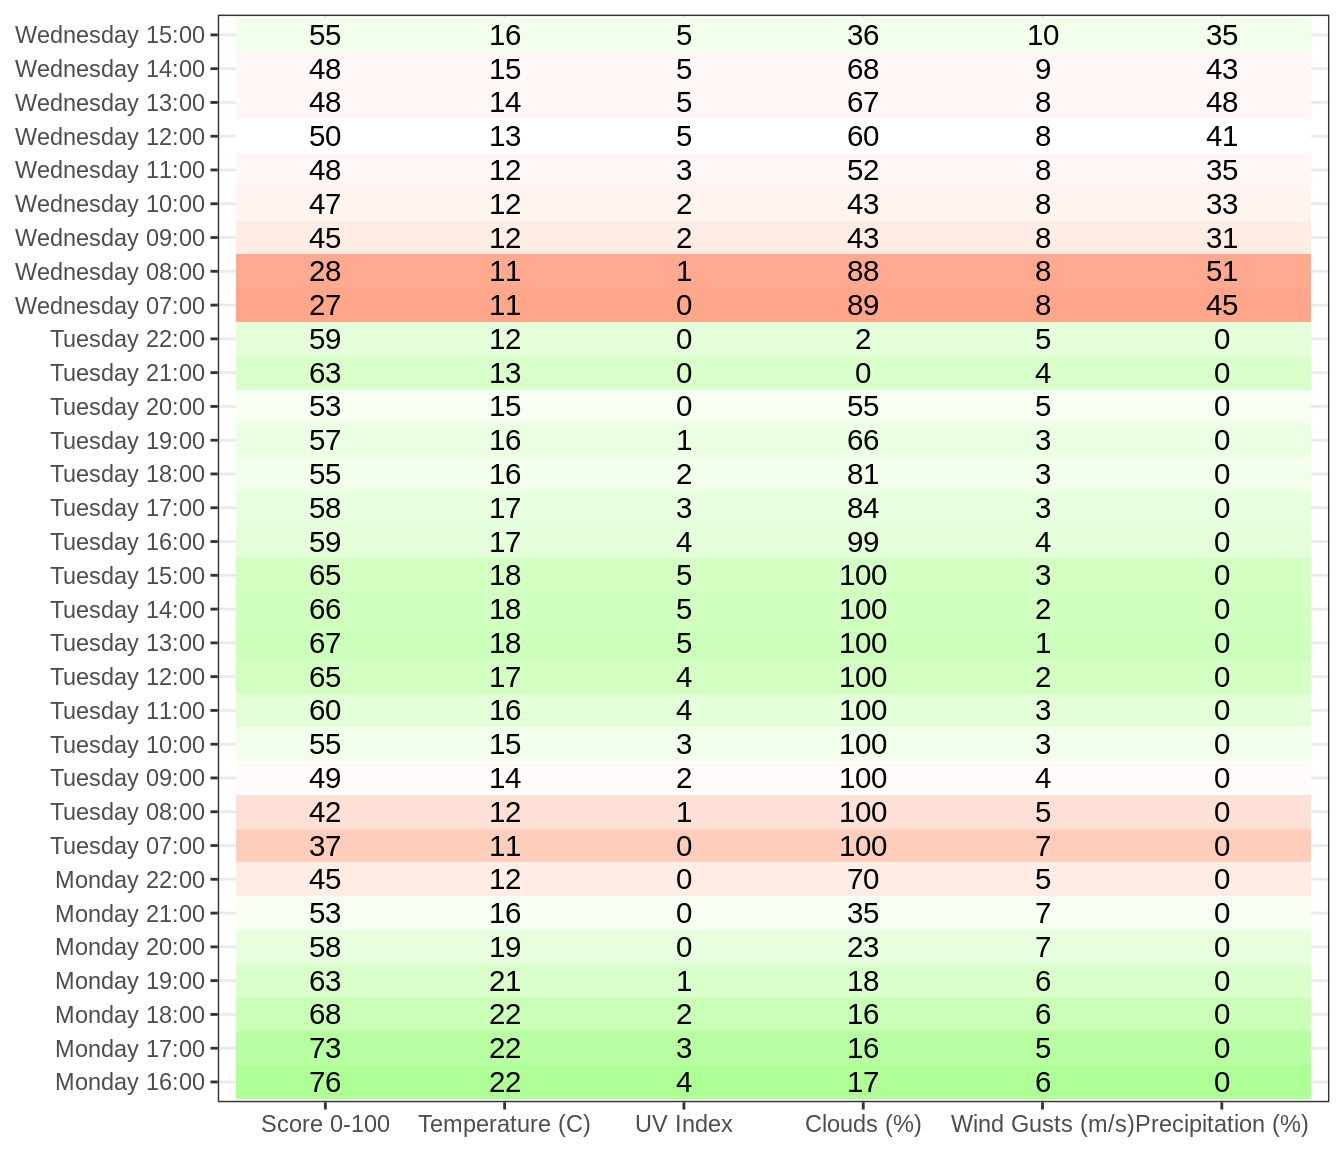 Wednesday 15:00 55 16 5 36 10 35
Wednesday 14:00 48 15 5 68 9 43
Wednesday 13:00 48 14 5 67 8 48
Wednesday 12:00 50 13 5 60 8 41
Wednesday 11:00 48 12 3 52 8 35
Wednesday 10:00 47 12 2 43 8 33
Wednesday 09:00 45 12 2 43 8 31
Wednesday 08:00 28 11 1 88 8 51
Wednesday 07:00 27 11 0 89 8 45
Tuesday 22:00 59 12 0 2 5 0
Tuesday 21:00 63 13 0 0 4 0
Tuesday 20:00 53 15 0 55 5 0
Tuesday 19:00 57 16 1 66 3 0
Tuesday 18:00 55 16 2 81 3 0
Tuesday 17:00 58 17 3 84 3 0
Tuesday 16:00 59 17 4 99 4 0
Tuesday 15:00 65 18 5 100 3 0
Tuesday 14:00 66 18 5 100 2 0
Tuesday 13:00 67 18 5 100 1 0
Tuesday 12:00 65 17 4 100 2 0
Tuesday 11:00 60 16 4 100 3 0
Tuesday 10:00 55 15 3 100 3 0
Tuesday 09:00 49 14 2 100 4 0
Tuesday 08:00 42 12 1 100 5 0
Tuesday 07:00 37 11 0 100 7 0
Monday 22:00 45 12 0 70 5 0
Monday 21:00 53 16 0 35 7 0
Monday 20:00 58 19 0 23 7 0
Monday 19:00 63 21 1 18 6 0
Monday 18:00 68 22 2 16 6 0
Monday 17:00 73 22 3 16 5 0
Monday 16:00 76 22 4 17 6 0
Score 0-100 Temperature (C) UV Index Clouds (%) Wind Gusts (m/s) Precipitation (%)